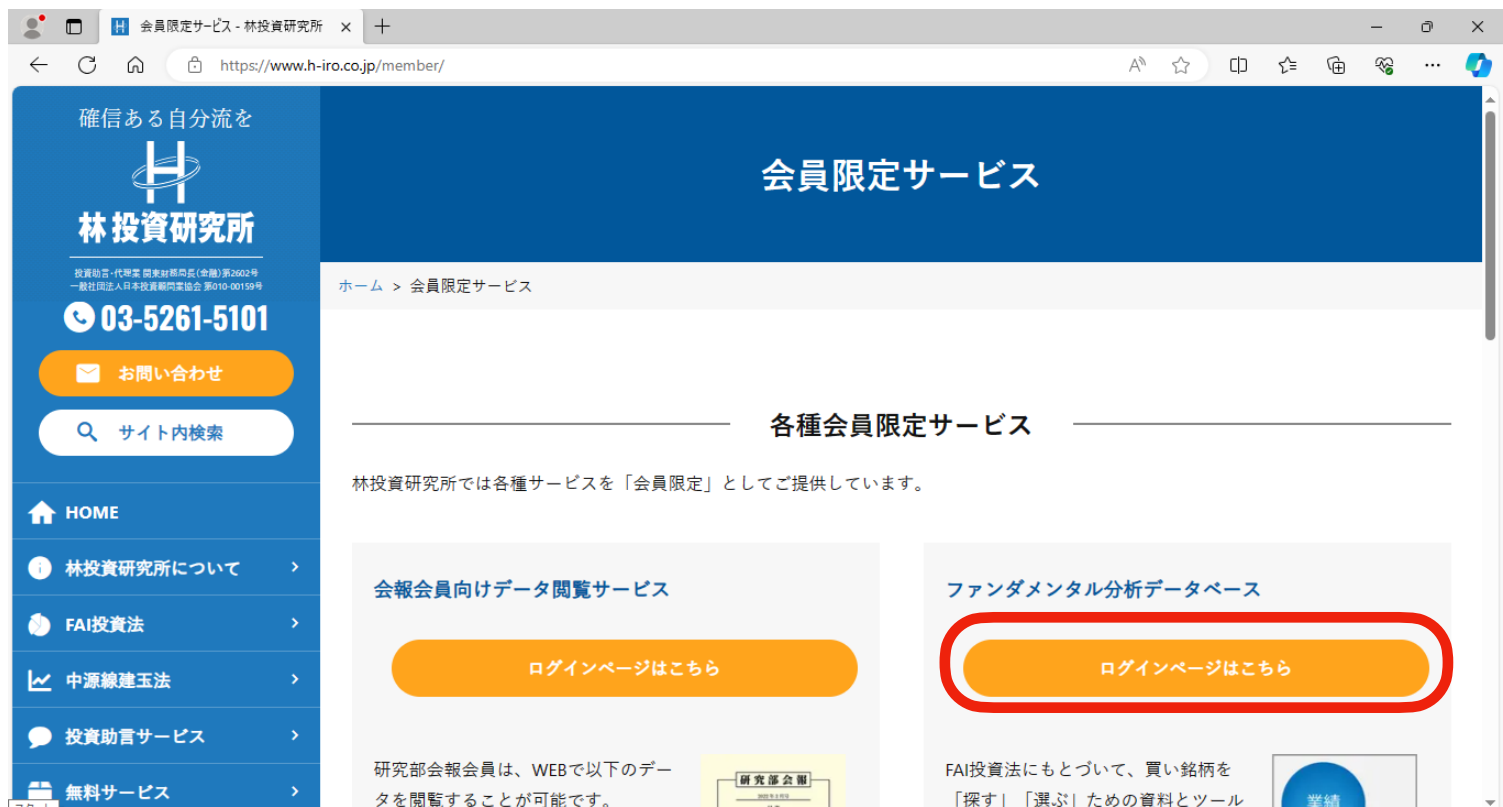 会員限定サービス - 林投資研究所
https://www.h-iro.co.jp/member/
確信ある自分流を
林投資研究所
投資助言・代理業 関東財務局長(金融)第2602号
一般社団法人日本投資顧問業協会 第010-00159号
03-5261-5101
お問い合わせ
サイト内検索
HOME
林投資研究所について
FAI投資法
中源線建玉法
投資助言サービス
無料サービス
会員限定サービス
ホーム > 会員限定サービス
各種会員限定サービス
林投資研究所では各種サービスを「会員限定」としてご提供しています。
会報会員向けデータ閲覧サービス
ログインページはこちら
研究部会報会員は、WEBで以下のデー
タを閲覧することが可能です。
研究部会報
ファンダメンタル分析データベース
ログインページはこちら
FAI投資法にもとづいて、買い銘柄を
「探す」「選ぶ」ための資料とツール
業績